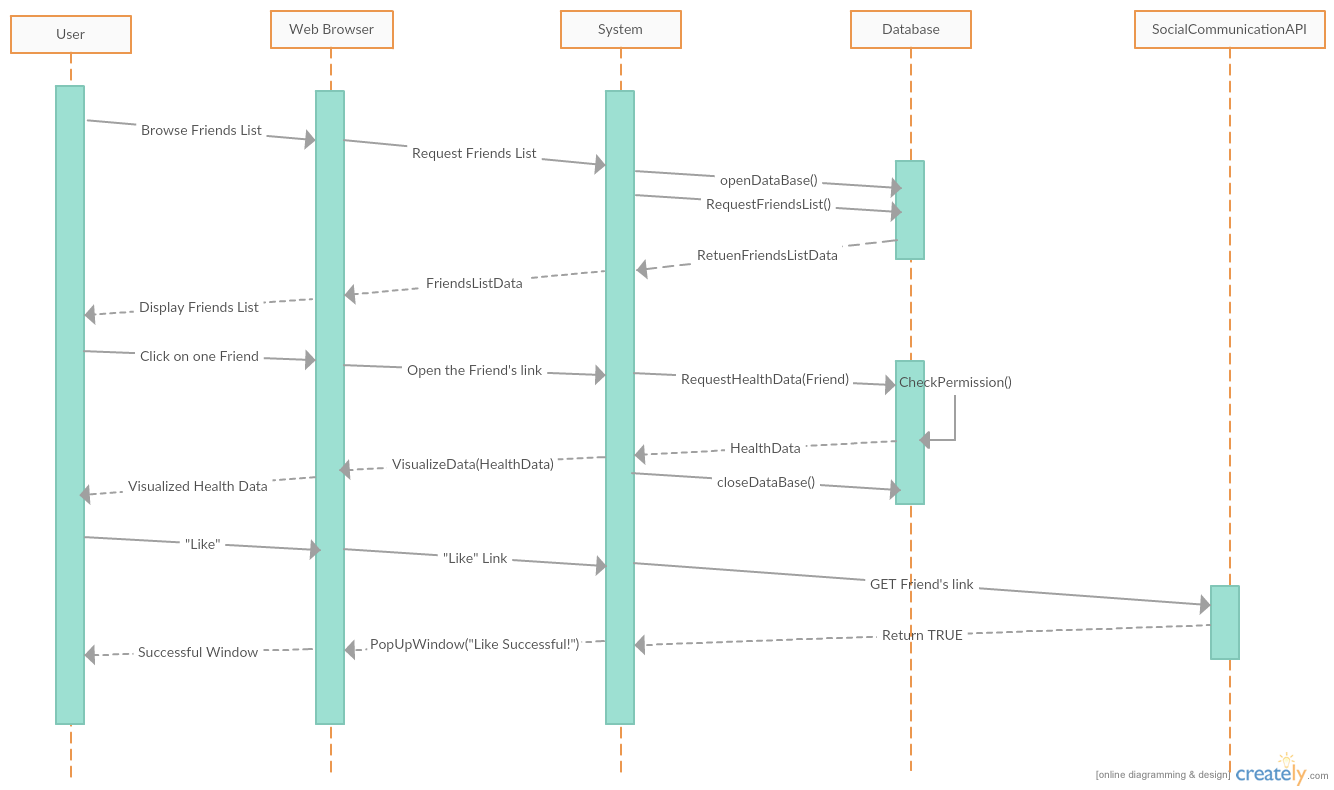 User
Web Browser
System
Database
SocialCommunicationAPI
Browse Friends List
Request Friends List
openDataBase()
RequestFriendsList()
RetuenFriendsListData
FriendsListData
Display Friends List
Click on one Friend
Open the Friend's link
RequestHealthData(Friend)
CheckPermission()
HealthData
VisualizeData(HealthData)
Visualized Health Data
closeDataBase()
"Like"
"Like" Link
GET Friend's link
Return TRUE
PopUpWindow("Like Successful!")
Successful Window
[online diagramming & design] creately.com